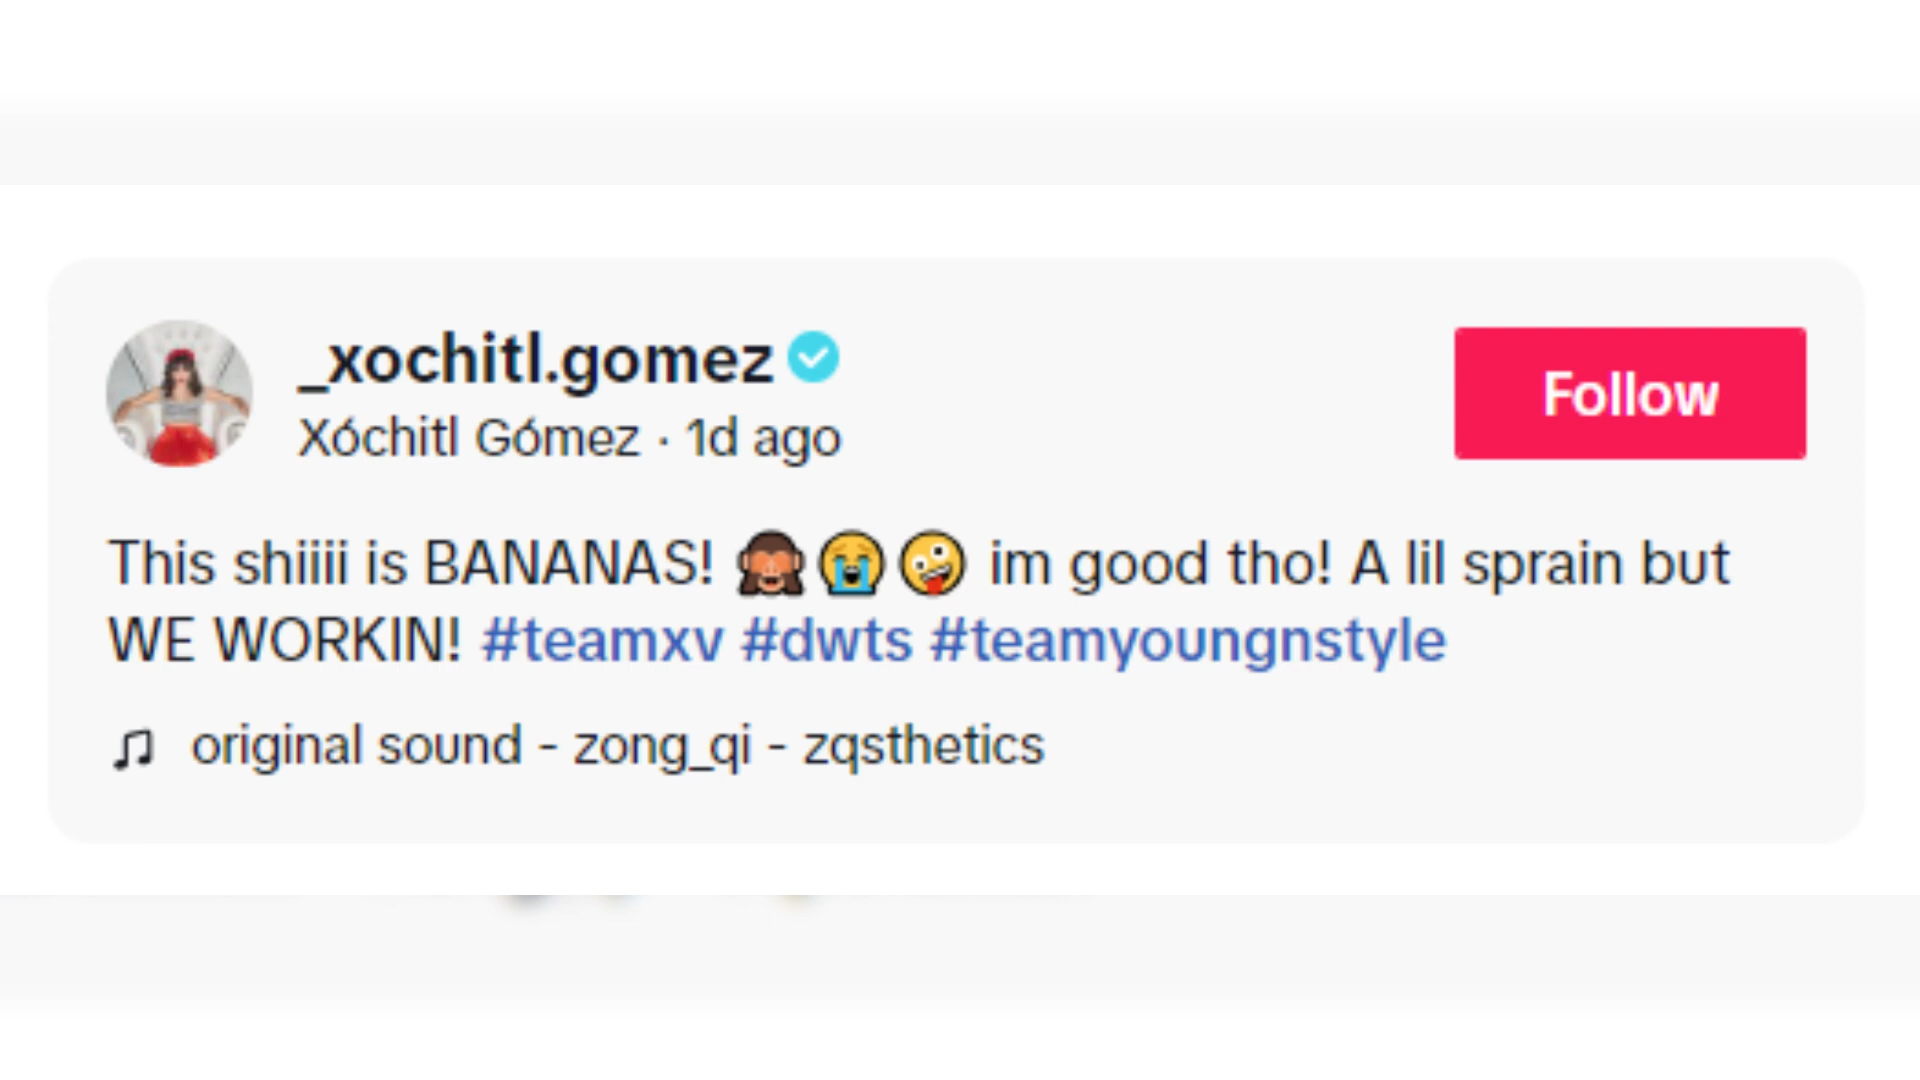 _xochitl.gomez
Xóchitl Gómez · 1d ago
Follow
This shiiii is BANANAS! 🙈😭🤪 im good tho! A lil sprain but
WE WORKIN! #teamxv #dwts #teamyoungnstyle
♫ original sound - zong_qi - zqsthetics